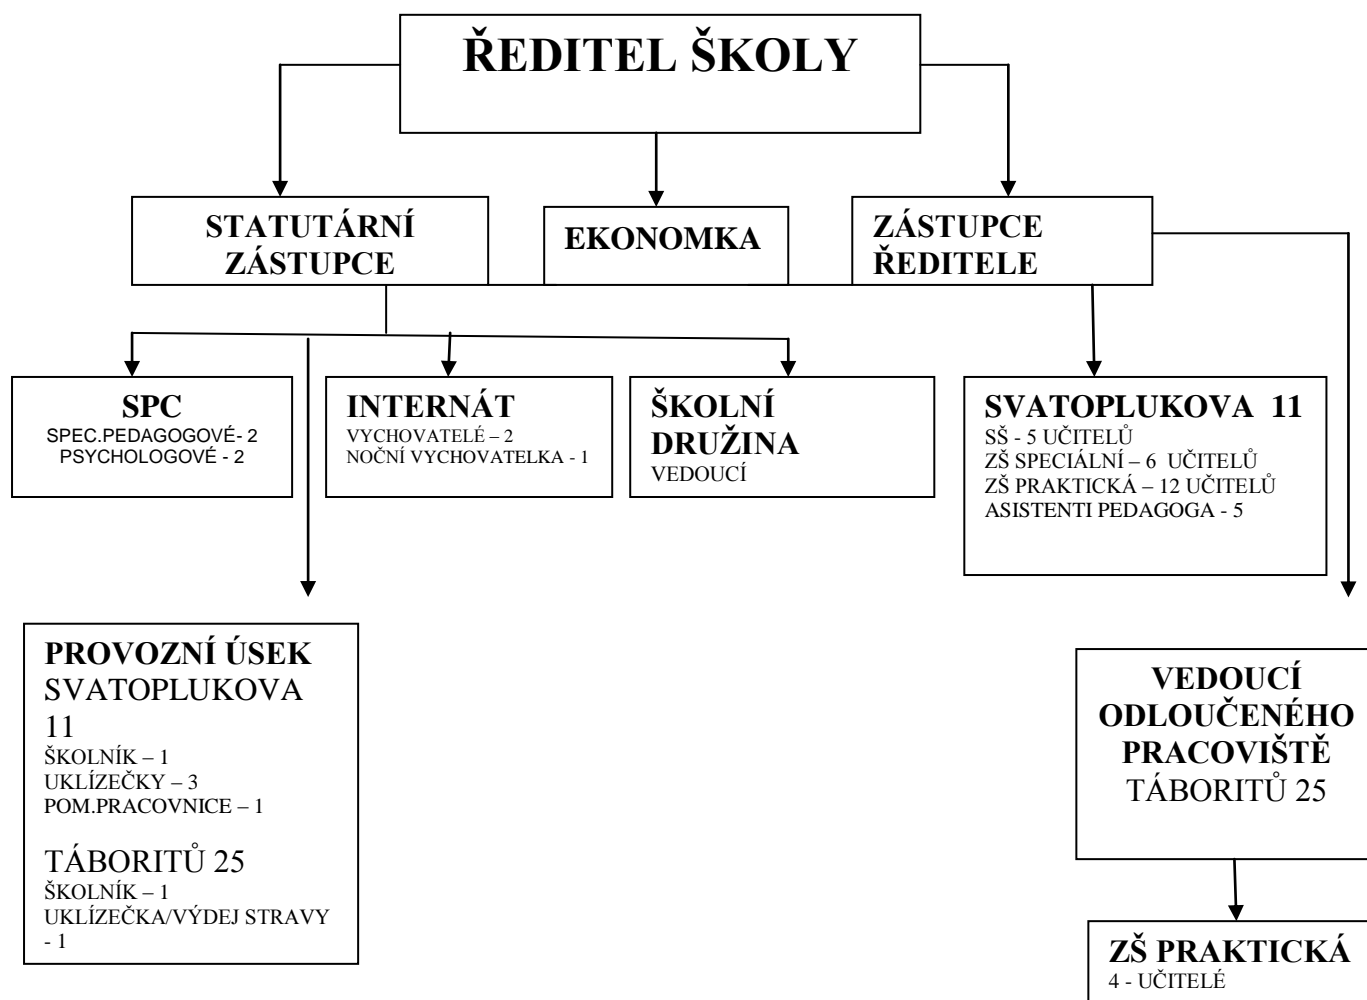 ŘEDITEL ŠKOLY
STATUTÁRNÍ
ZÁSTUPCE
EKONOMKA
ZÁSTUPCE
ŘEDITELE
SPC
SPEC.PEDAGOGOVÉ- 2
PSYCHOLOGOVÉ - 2
INTERNÁT
VYCHOVATELÉ – 2
NOČNÍ VYCHOVATELKA - 1
ŠKOLNÍ
DRUŽINA
VEDOUCÍ
SVATOPLUKOVA 11
SŠ - 5 UČITELŮ
ZŠ SPECIÁLNÍ – 6 UČITELŮ
ZŠ PRAKTICKÁ – 12 UČITELŮ
ASISTENTI PEDAGOGA - 5
PROVOZNÍ ÚSEK
SVATOPLUKOVA
11
ŠKOLNÍK – 1
UKLÍZEČKY – 3
POM.PRACOVNICE – 1
TÁBORITŮ 25
ŠKOLNÍK – 1
UKLÍZEČKA/VÝDEJ STRAVY
- 1
VEDOUCÍ
ODLOUČENÉHO
PRACOVIŠTĚ
TÁBORITŮ 25
ZŠ PRAKTICKÁ
4 - UČITELÉ